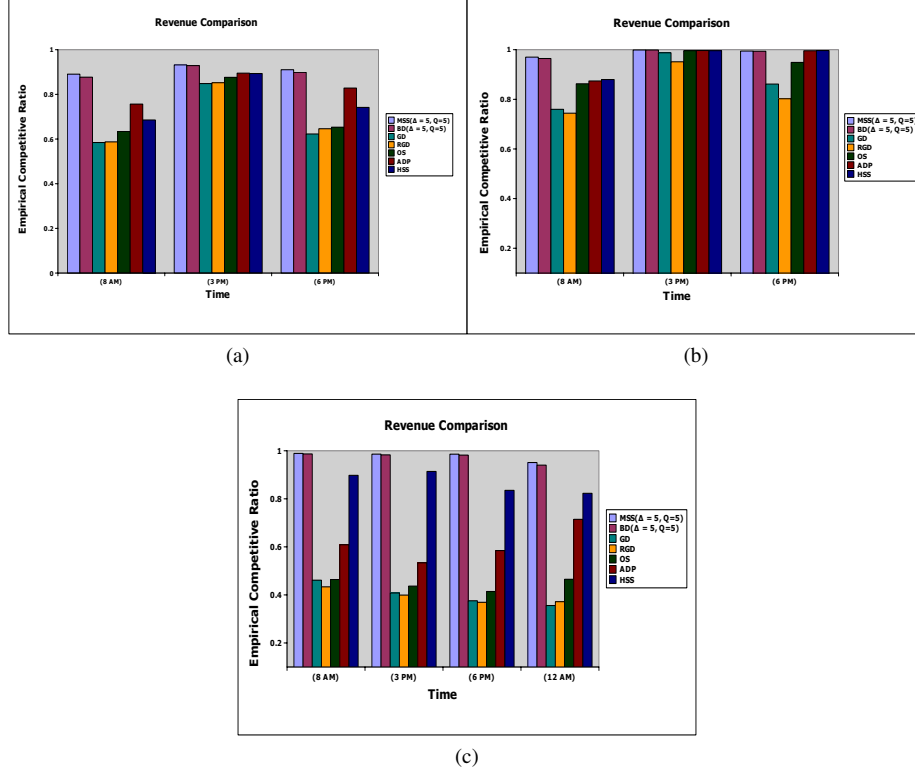 Revenue Comparison
Empirical Competitive Ratio
1
0.8
0.6
0.4
0.2
0
(8 AM)
(3 PM)
(6 PM)
Time
MSS(Δ = 5, Q=5)
BD(Δ = 5, Q=5)
GD
RGD
OS
ADP
HSS
(a)
Revenue Comparison
Empirical Competitive Ratio
1
0.8
0.6
0.4
0.2
(8 AM)
(3 PM)
(6 PM)
Time
MSS(Δ = 5, Q=5)
BD(Δ = 5, Q=5)
GD
RGD
OS
ADP
HSS
(b)
Revenue Comparison
Empirical Competitive Ratio
1
0.8
0.6
0.4
0.2
(8 AM)
(3 PM)
(6 PM)
(12 AM)
Time
MSS(Δ = 5, Q=5)
BD(Δ = 5, Q=5)
GD
RGD
OS
ADP
HSS
(c)